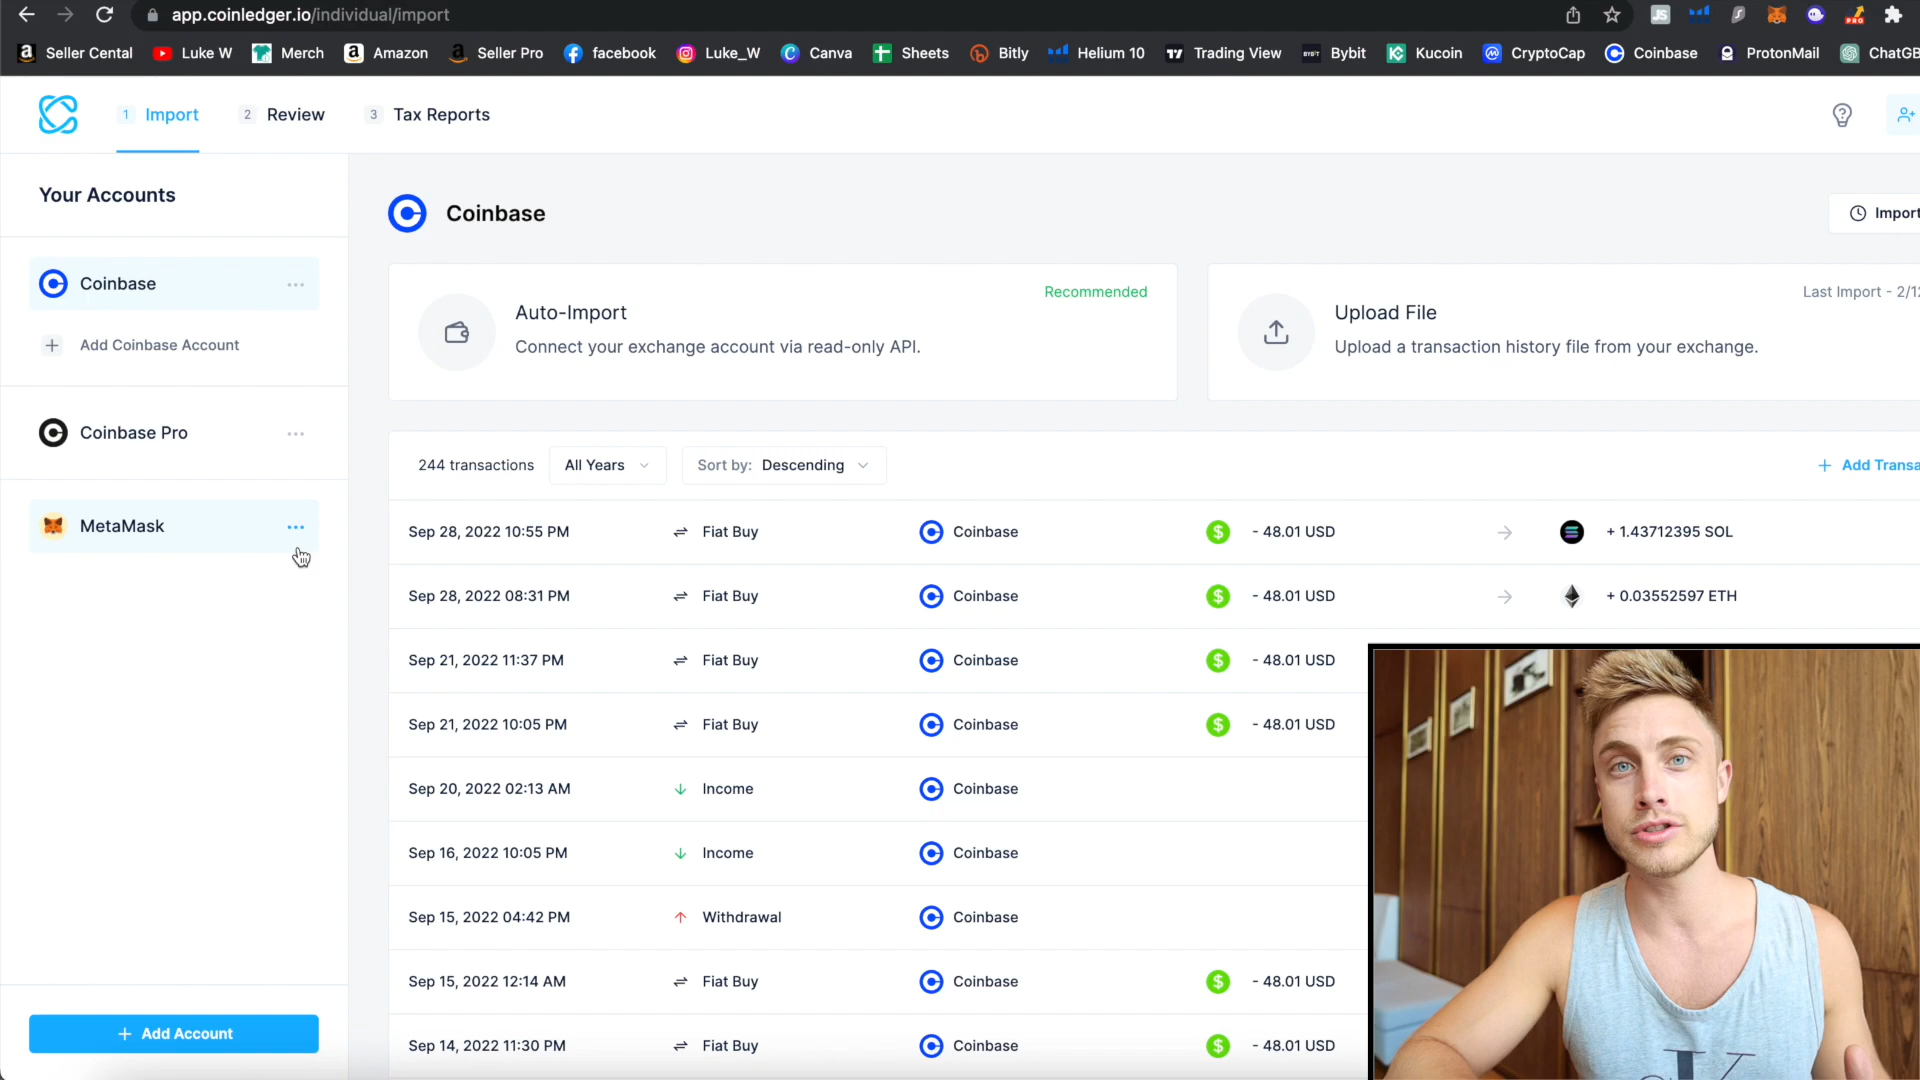 app.coinledger.io/individual/import
Seller Cental Luke W Merch Amazon Seller Pro facebook Luke_W Canva Sheets Bitly Helium 10 Trading View Bybit Kucoin CryptoCap Coinbase ProtonMail ChatGB
1 Import 2 Review 3 Tax Reports
Your Accounts
Coinbase
Add Coinbase Account
Coinbase Pro
MetaMask
+ Add Account
Coinbase
Import
Recommended
Auto-Import
Connect your exchange account via read-only API.
Last Import - 2/12
Upload File
Upload a transaction history file from your exchange.
244 transactions All Years Sort by: Descending + Add Transa
Sep 28, 2022 10:55 PM Fiat Buy Coinbase $ - 48.01 USD + 1.43712395 SOL
Sep 28, 2022 08:31 PM Fiat Buy Coinbase $ - 48.01 USD + 0.03552597 ETH
Sep 21, 2022 11:37 PM Fiat Buy Coinbase $ - 48.01 USD
Sep 21, 2022 10:05 PM Fiat Buy Coinbase $ - 48.01 USD
Sep 20, 2022 02:13 AM Income Coinbase
Sep 16, 2022 10:05 PM Income Coinbase
Sep 15, 2022 04:42 PM Withdrawal Coinbase
Sep 15, 2022 12:14 AM Fiat Buy Coinbase $ - 48.01 USD
Sep 14, 2022 11:30 PM Fiat Buy Coinbase $ - 48.01 USD